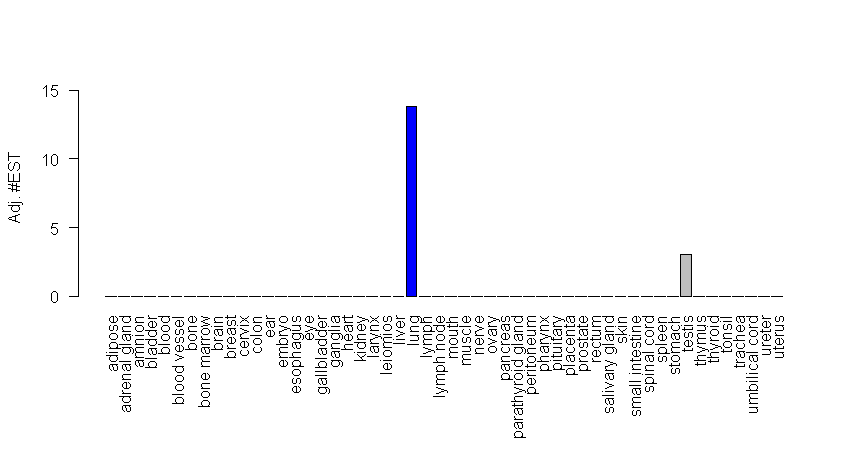 Adj. #EST
15
10
5
0
adipose
adrenal gland
amnion
bladder
blood
blood vessel
bone
bone marrow
brain
breast
cervix
colon
ear
embryo
esophagus
eye
gallbladder
ganglia
heart
kidney
larynx
leiomios
liver
lung
lymph
lymph node
mouth
muscle
nerve
ovary
pancreas
parathyroid gland
peritoneum
pharynx
pituitary
placenta
prostate
rectum
salivary gland
skin
small intestine
spinal cord
spleen
stomach
testis
thymus
thyroid
tonsil
trachea
umbilical cord
ureter
uterus